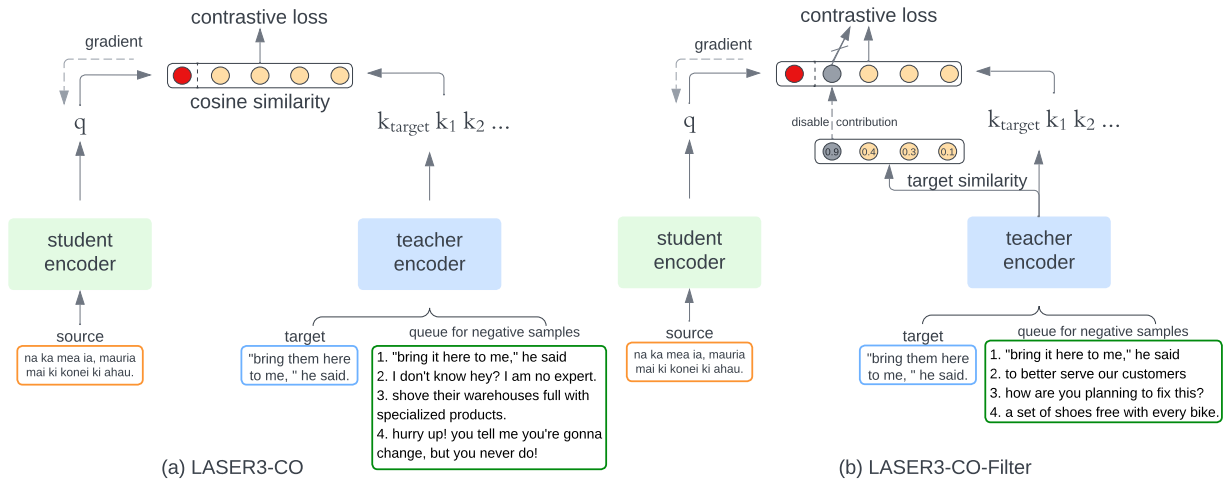 contrastive loss
gradient
cosine similarity
q
k_target k_1 k_2 ...
student
encoder
teacher
encoder
source
na ka mea ia, mauria
mai ki konei ki ahau.
target
"bring them here
to me, " he said.
queue for negative samples
1. "bring it here to me," he said
2. I don't know hey? I am no expert.
3. shove their warehouses full with
specialized products.
4. hurry up! you tell me you're gonna
change, but you never do!
(a) LASER3-CO
contrastive loss
gradient
q
disable contribution
0.9 0.4 0.3 0.1
target similarity
k_target k_1 k_2 ...
student
encoder
teacher
encoder
source
na ka mea ia, mauria
mai ki konei ki ahau.
target
"bring them here
to me, " he said.
queue for negative samples
1. "bring it here to me," he said
2. to better serve our customers
3. how are you planning to fix this?
4. a set of shoes free with every bike.
(b) LASER3-CO-Filter